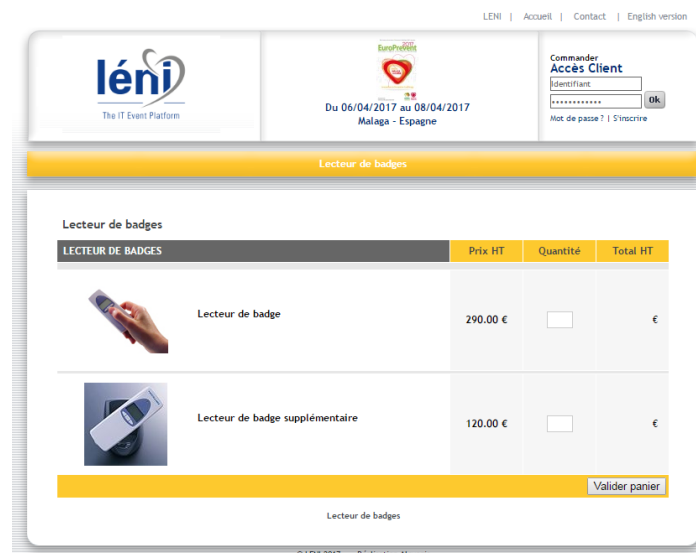 LENI | Accueil | Contact | English version
léni
The IT Event Platform
EuroPrevent
2017
Du 06/04/2017 au 08/04/2017
Malaga - Espagne
Commander
Accès Client
Identifiant
••••••••••••
Ok
Mot de passe ? | S'inscrire
Lecteur de badges
Lecteur de badges
LECTEUR DE BADGES Prix HT Quantité Total HT
Lecteur de badge 290.00 € €
Lecteur de badge supplémentaire 120.00 € €
Valider panier
Lecteur de badges